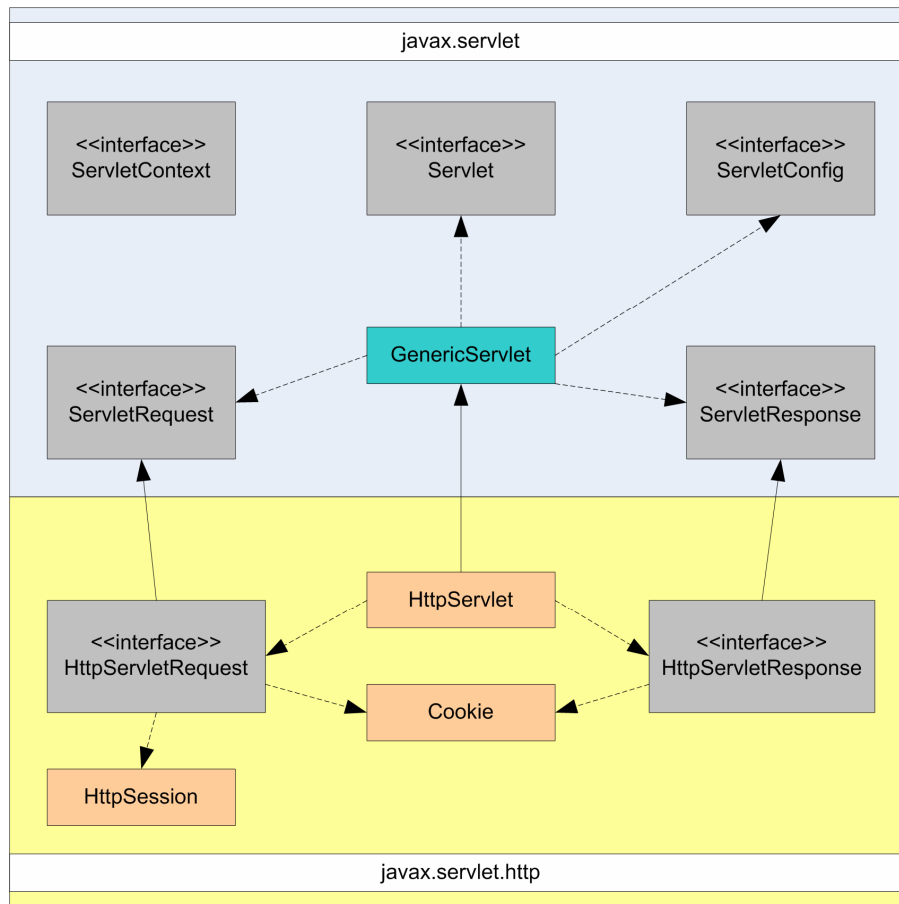 javax.servlet
<<interface>>
ServletContext
<<interface>>
Servlet
<<interface>>
ServletConfig
GenericServlet
<<interface>>
ServletRequest
<<interface>>
ServletResponse
HttpServlet
<<interface>>
HttpServletRequest
<<interface>>
HttpServletResponse
Cookie
HttpSession
javax.servlet.http